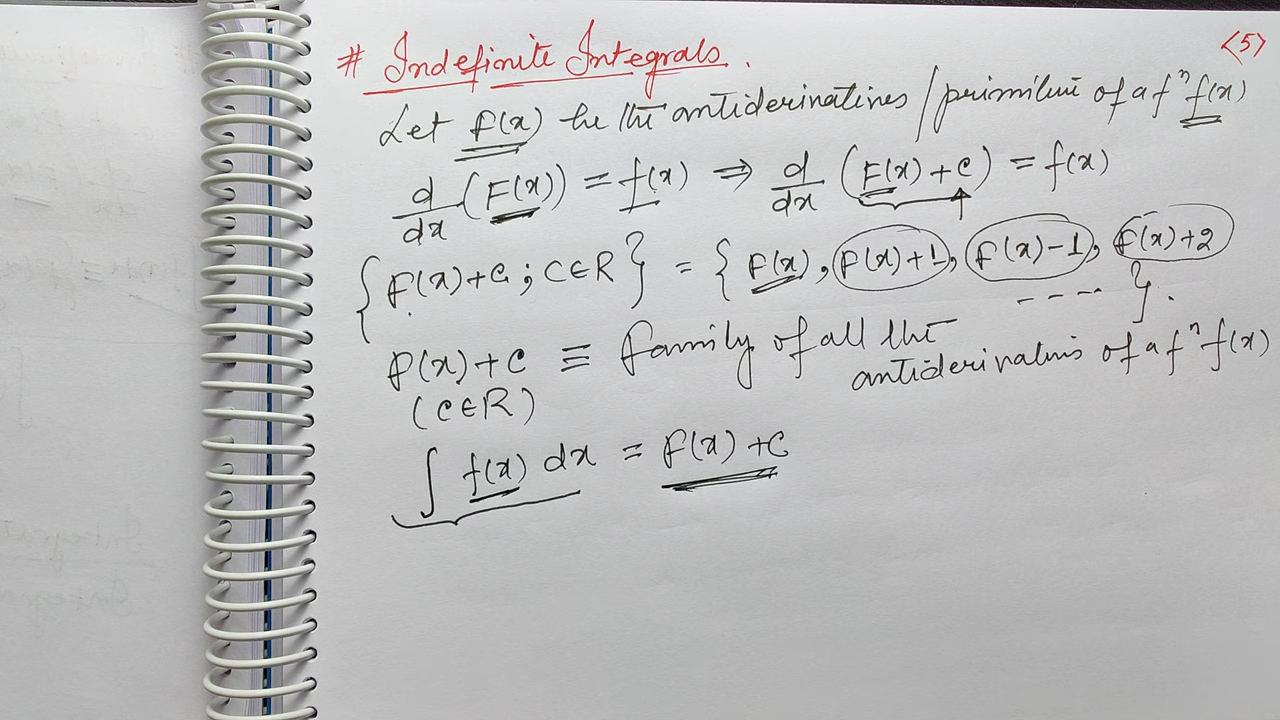 # Indefinite Integrals. <5>
Let F(x) be the antiderivatives/primitive of a fⁿ f(x)
d/dx (F(x)) = f(x) ⇒ d/dx (F(x)+c) = f(x)
{F(x)+c ; C∈R} = {F(x), F(x)+1, F(x)-1, F(x)+2
---- }.
F(x)+c ≡ family of all the
antiderivatives of a fⁿ f(x)
(c∈R)
∫ f(x) dx = F(x)+c